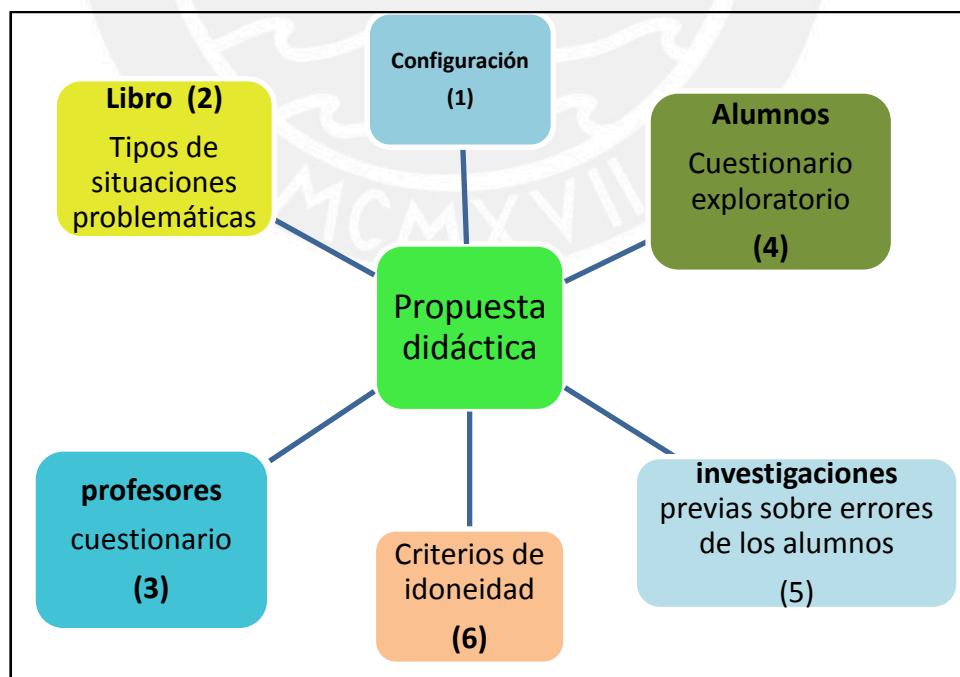 Configuración
(1)
Libro (2)
Tipos de
situaciones
problemáticas
Alumnos
Cuestionario
exploratorio
(4)
MCMXVII
Propuesta
didáctica
profesores
cuestionario
(3)
Criterios de
idoneidad
(6)
investigaciones
previas sobre errores
de los alumnos
(5)